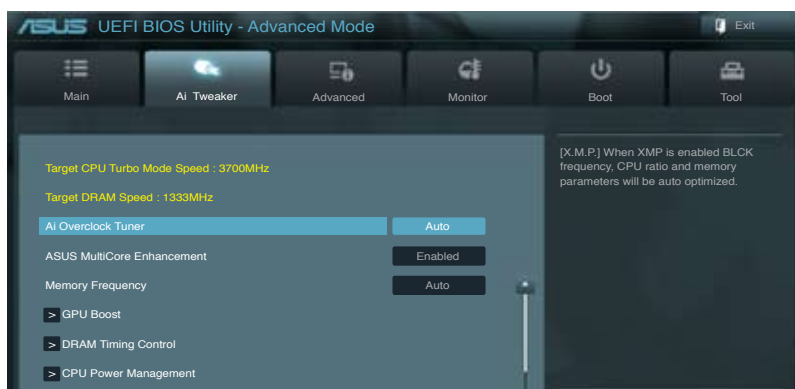 ASUS UEFI BIOS Utility - Advanced Mode
Exit
Main
Ai Tweaker
Advanced
Monitor
Boot
Tool
Target CPU Turbo Mode Speed : 3700MHz
Target DRAM Speed : 1333MHz
Ai Overclock Tuner Auto
ASUS MultiCore Enhancement Enabled
Memory Frequency Auto
> GPU Boost
> DRAM Timing Control
> CPU Power Management
[X.M.P.] When XMP is enabled BLCK
frequency, CPU ratio and memory
parameters will be auto optimized.